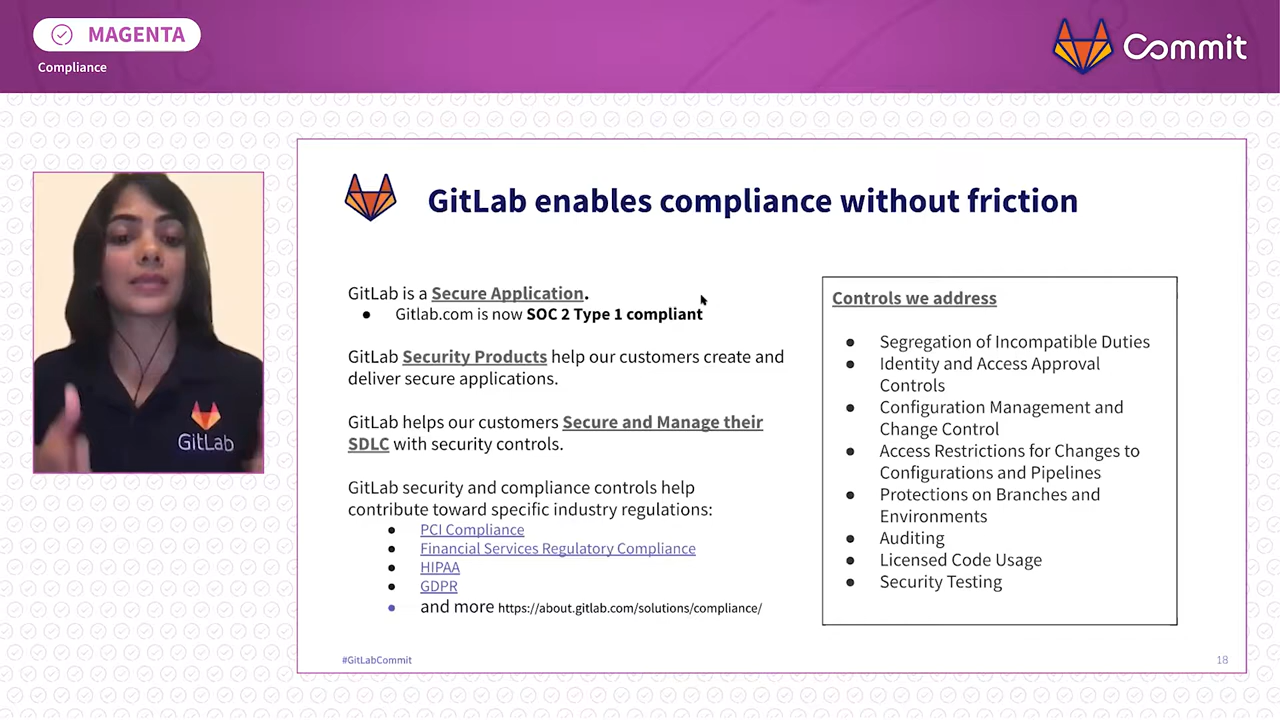 MAGENTA
Compliance
Commit
GitLab enables compliance without friction
GitLab is a Secure Application.
● Gitlab.com is now SOC 2 Type 1 compliant
GitLab Security Products help our customers create and
deliver secure applications.
GitLab helps our customers Secure and Manage their
SDLC with security controls.
GitLab security and compliance controls help
contribute toward specific industry regulations:
● PCI Compliance
● Financial Services Regulatory Compliance
● HIPAA
● GDPR
● and more https://about.gitlab.com/solutions/compliance/
Controls we address
● Segregation of Incompatible Duties
● Identity and Access Approval
Controls
● Configuration Management and
Change Control
● Access Restrictions for Changes to
Configurations and Pipelines
● Protections on Branches and
Environments
● Auditing
● Licensed Code Usage
● Security Testing
GitLab
#GitLabCommit
18